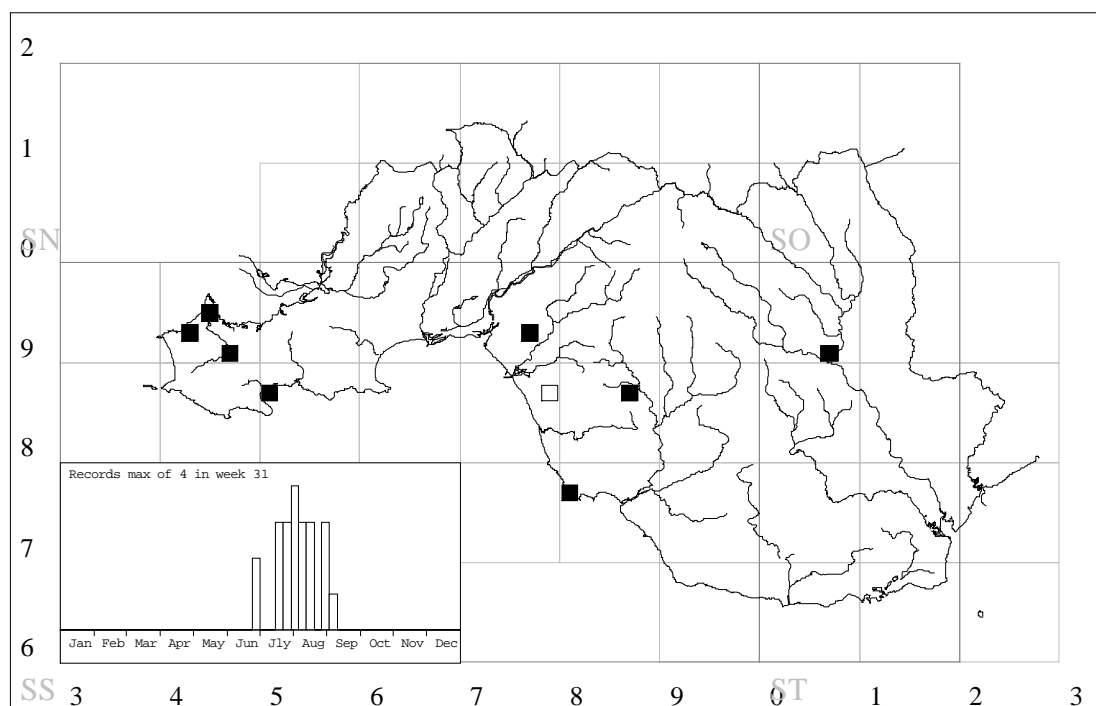 2
1
SN
SO
0
9
8
Records max of 4 in week 31
7
Jan Feb Mar Apr May Jun Jly Aug Sep Oct Nov Dec
6
SS
ST
3 4 5 6 7 8 9 0 1 2 3